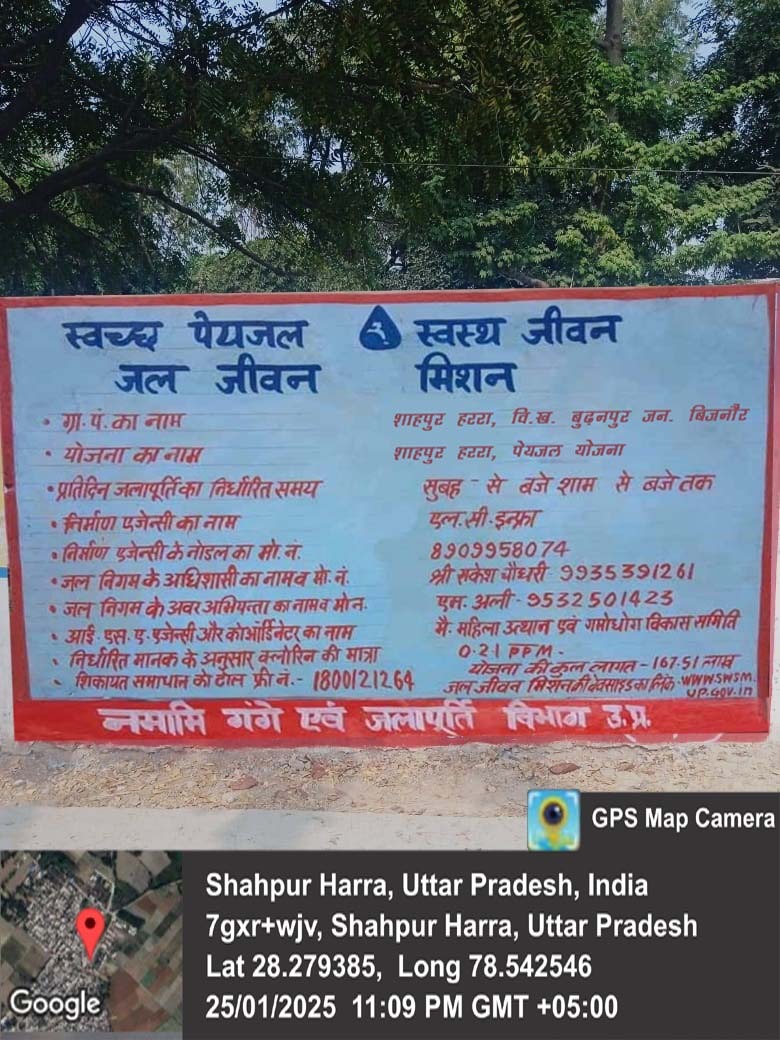 स्वच्छ पेयजल स्वस्थ जीवन
जल जीवन मिशन
• ग्रा. पं. का नाम शाहपुर हररा, वि.ख. बुढ़नपुर जन. बिजनौर
• योजना का नाम शाहपुर हररा, पेयजल योजना
• प्रतिदिन जलापूर्ति का निर्धारित समय सुबह - से बजे शाम से बजे तक
• निर्माण एजेन्सी का नाम एल.सी.इन्फ्रा
• निर्माण एजेन्सी के नोडल का मो. नं. 8909958074
• जल निगम के अधिशासी का नाम व मो. नं. श्री राकेश चौधरी - 9935391261
• जल निगम के अवर अभियन्ता का नाम व मो न. एम. अली - 9532501423
• आई. एस. ए. एजेन्सी और कोऑर्डिनेटर का नाम मै. महिला उत्थान एवं गमोधोग विकास समिति
• निर्धारित मानक के अनुसार क्लोरिन की मात्रा 0.21 PPM -
योजना की कुल लागत - 167.51 लाख
• शिकायत समाधान को टोल फ्री नं. - 1800121264 जल जीवन मिशन की वेवसाइड का लिंक - WWW.SWSM.
UP.GOV.in
नमामि गंगे एवं जलापूर्ति विभाग उ.प्र.
GPS Map Camera
Shahpur Harra, Uttar Pradesh, India
7gxr+wjv, Shahpur Harra, Uttar Pradesh
Lat 28.279385, Long 78.542546
25/01/2025 11:09 PM GMT +05:00
Google